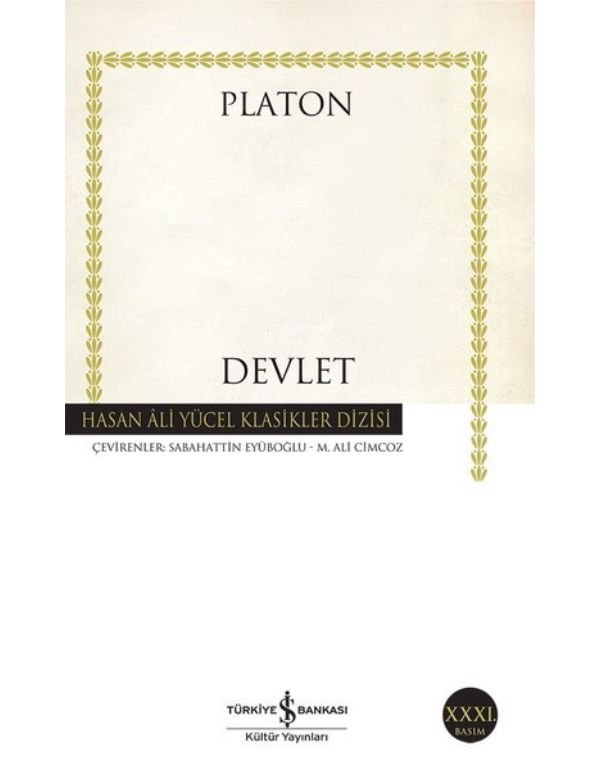 PLATON
DEVLET
HASAN ÂLİ YÜCEL KLASİKLER DİZİSİ
ÇEVİRENLER: SABAHATTİN EYÜBOĞLU - M. ALİ CİMCOZ
TÜRKİYE İŞ BANKASI
Kültür Yayınları
XXXI.
BASIM